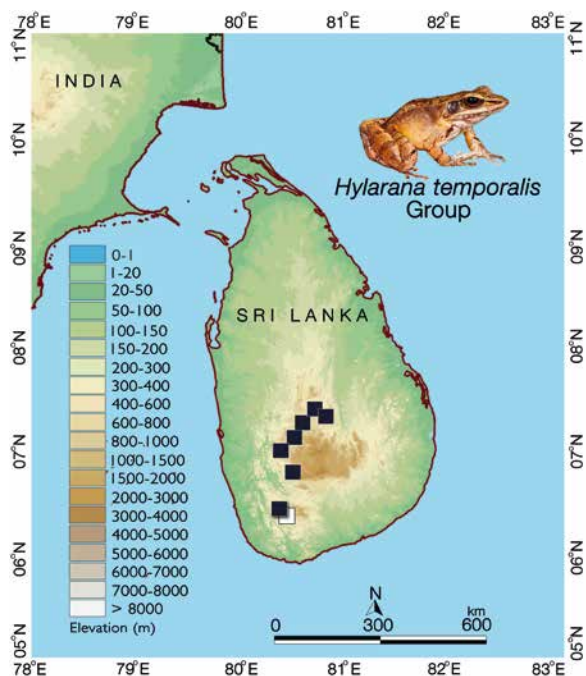 78°E 79°E 80°E 81°E 82°E 83°E
11°N
10°N
09°N
08°N
07°N
06°N
05°N
INDIA
Hylarana temporalis
Group
SRI LANKA
0-1
1-20
20-50
50-100
100-150
150-200
200-300
300-400
400-600
600-800
800-1000
1000-1500
1500-2000
2000-3000
3000-4000
4000-5000
5000-6000
6000-7000
7000-8000
> 8000
Elevation (m)
N
km
0 300 600
11°N
10°N
09°N
08°N
07°N
06°N
05°N
78°E 79°E 80°E 81°E 82°E 83°E